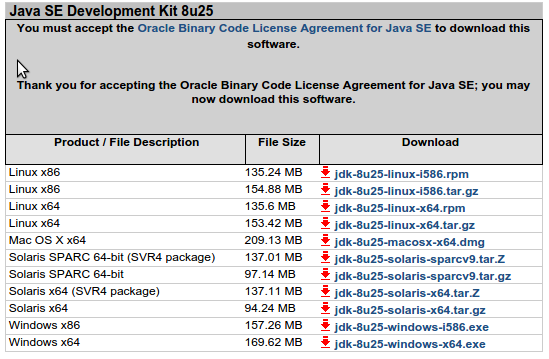 Java SE Development Kit 8u25
You must accept the Oracle Binary Code License Agreement for Java SE to download this
software.
Thank you for accepting the Oracle Binary Code License Agreement for Java SE; you may
now download this software.
Product / File Description File Size Download
Linux x86 135.24 MB jdk-8u25-linux-i586.rpm
Linux x86 154.88 MB jdk-8u25-linux-i586.tar.gz
Linux x64 135.6 MB jdk-8u25-linux-x64.rpm
Linux x64 153.42 MB jdk-8u25-linux-x64.tar.gz
Mac OS X x64 209.13 MB jdk-8u25-macosx-x64.dmg
Solaris SPARC 64-bit (SVR4 package) 137.01 MB jdk-8u25-solaris-sparcv9.tar.Z
Solaris SPARC 64-bit 97.14 MB jdk-8u25-solaris-sparcv9.tar.gz
Solaris x64 (SVR4 package) 137.11 MB jdk-8u25-solaris-x64.tar.Z
Solaris x64 94.24 MB jdk-8u25-solaris-x64.tar.gz
Windows x86 157.26 MB jdk-8u25-windows-i586.exe
Windows x64 169.62 MB jdk-8u25-windows-x64.exe